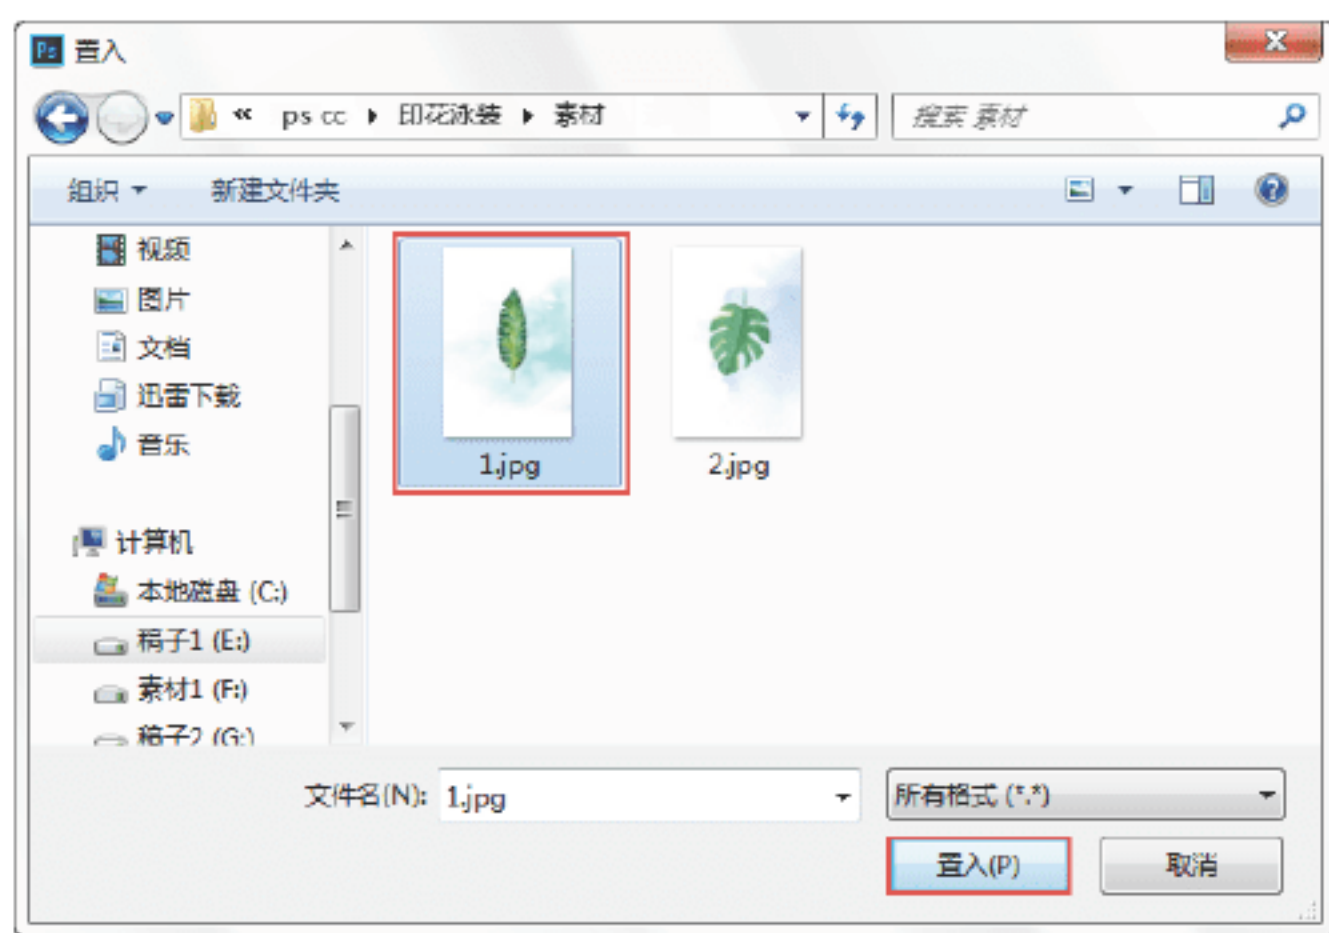 Ps 置入
« ps cc 印花泳装 素材
搜索 素材
组织 新建文件夹
视频
图片
文档
迅雷下载
音乐
计算机
本地磁盘 (C:)
稿子1 (E:)
素材1 (F:)
稿子2 (G:)
1.jpg
2.jpg
文件名(N): 1.jpg
所有格式 (*.*)
置入(P)
取消